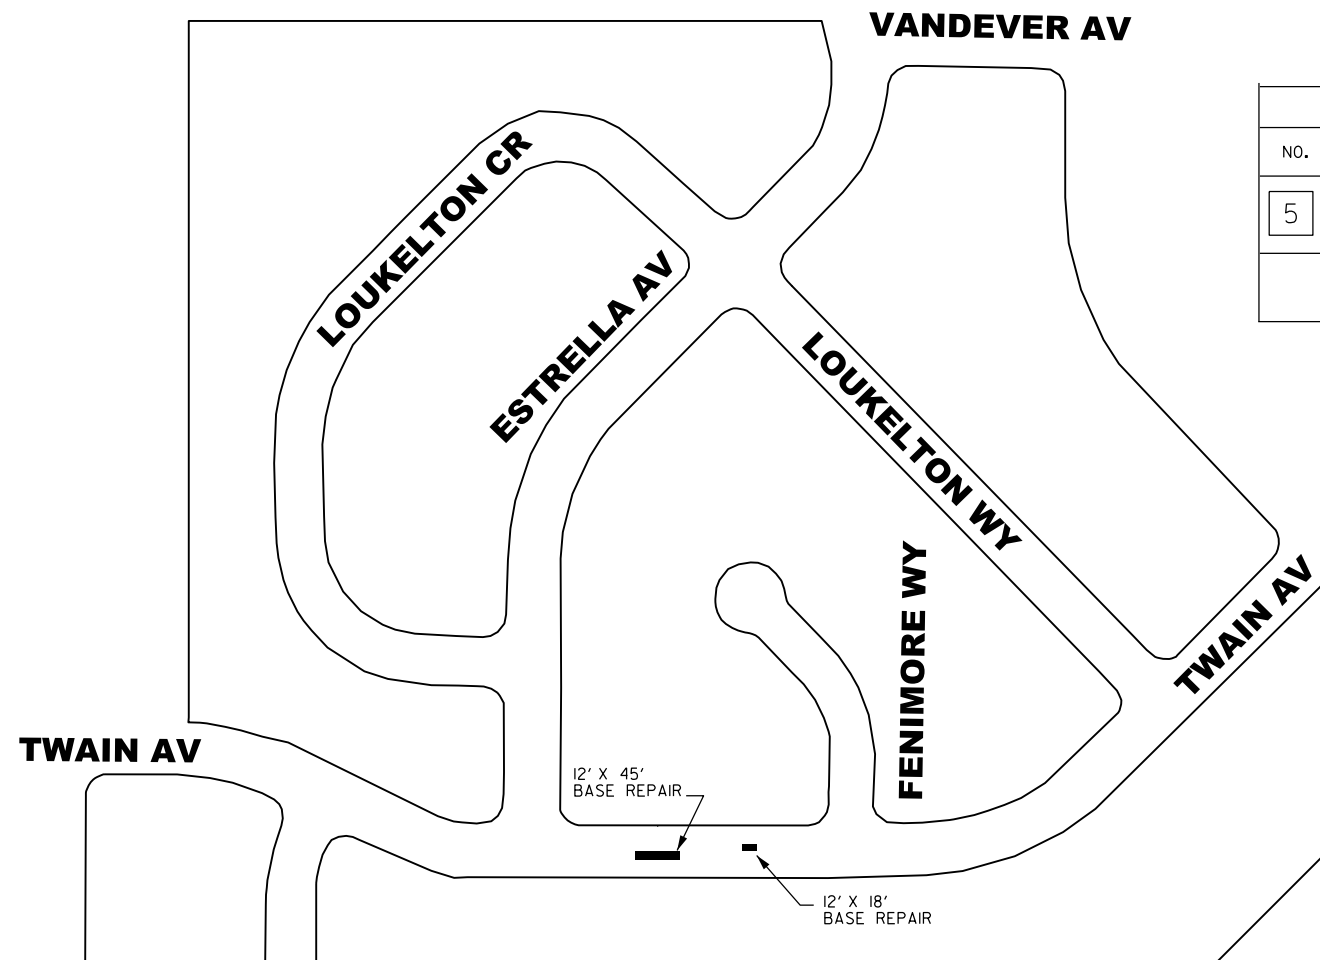 VANDEVER AV
NO.
5
LOUKELTON CR
ESTRELLA AV
LOUKELTON WY
FENIMORE WY
TWAIN AV
TWAIN AV
12' X 45'
BASE REPAIR
12' X 18'
BASE REPAIR